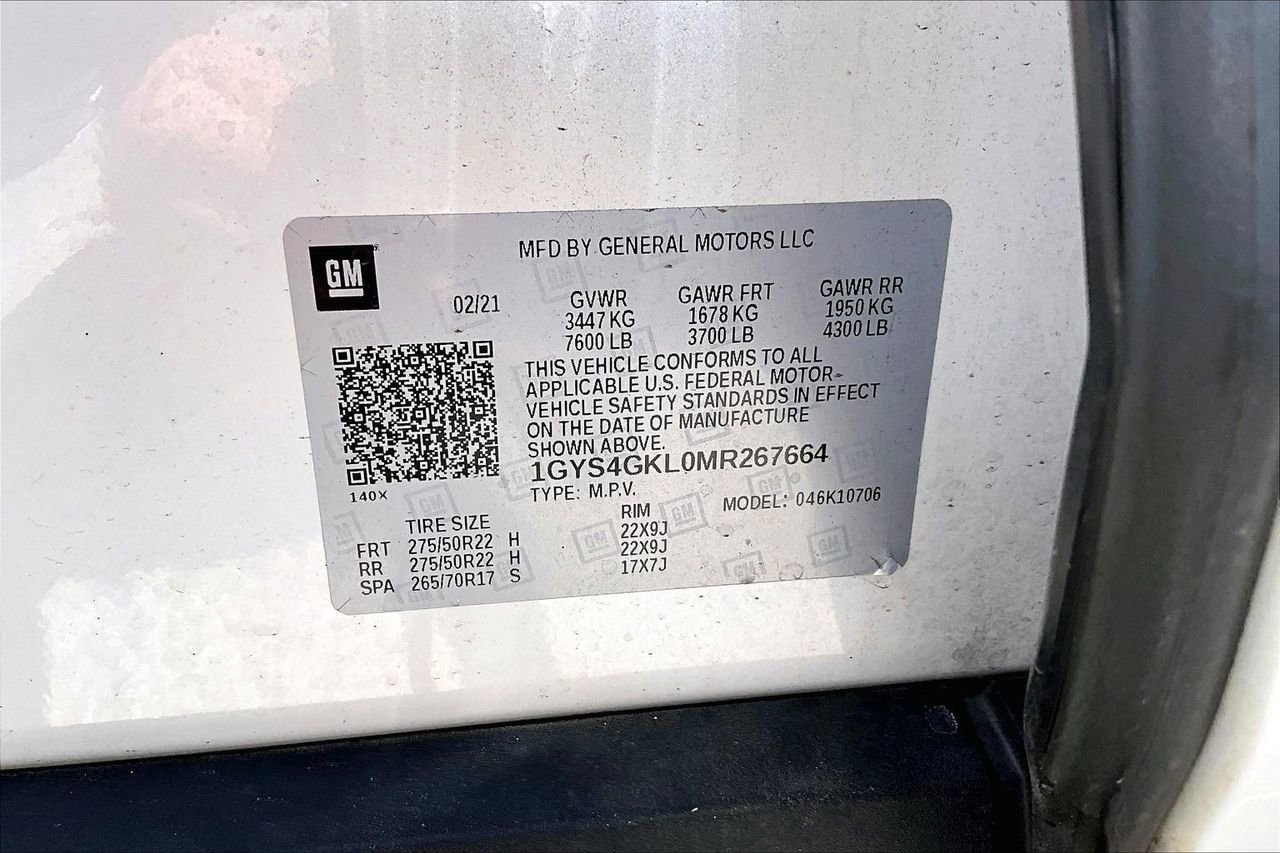 MFD BY GENERAL MOTORS LLC
GM
02/21
GVWR GAWR FRT GAWR RR
3447 KG 1678 KG 1950 KG
7600 LB 3700 LB 4300 LB
THIS VEHICLE CONFORMS TO ALL
APPLICABLE U.S. FEDERAL MOTOR-
VEHICLE SAFETY STANDARDS IN EFFECT
ON THE DATE OF MANUFACTURE
SHOWN ABOVE.
1GYS4GKL0MR267664
140X
TYPE: M.P.V. MODEL: 046K10706
TIRE SIZE RIM
FRT 275/50R22 H 22X9J
RR 275/50R22 H 22X9J
SPA 265/70R17 S 17X7J